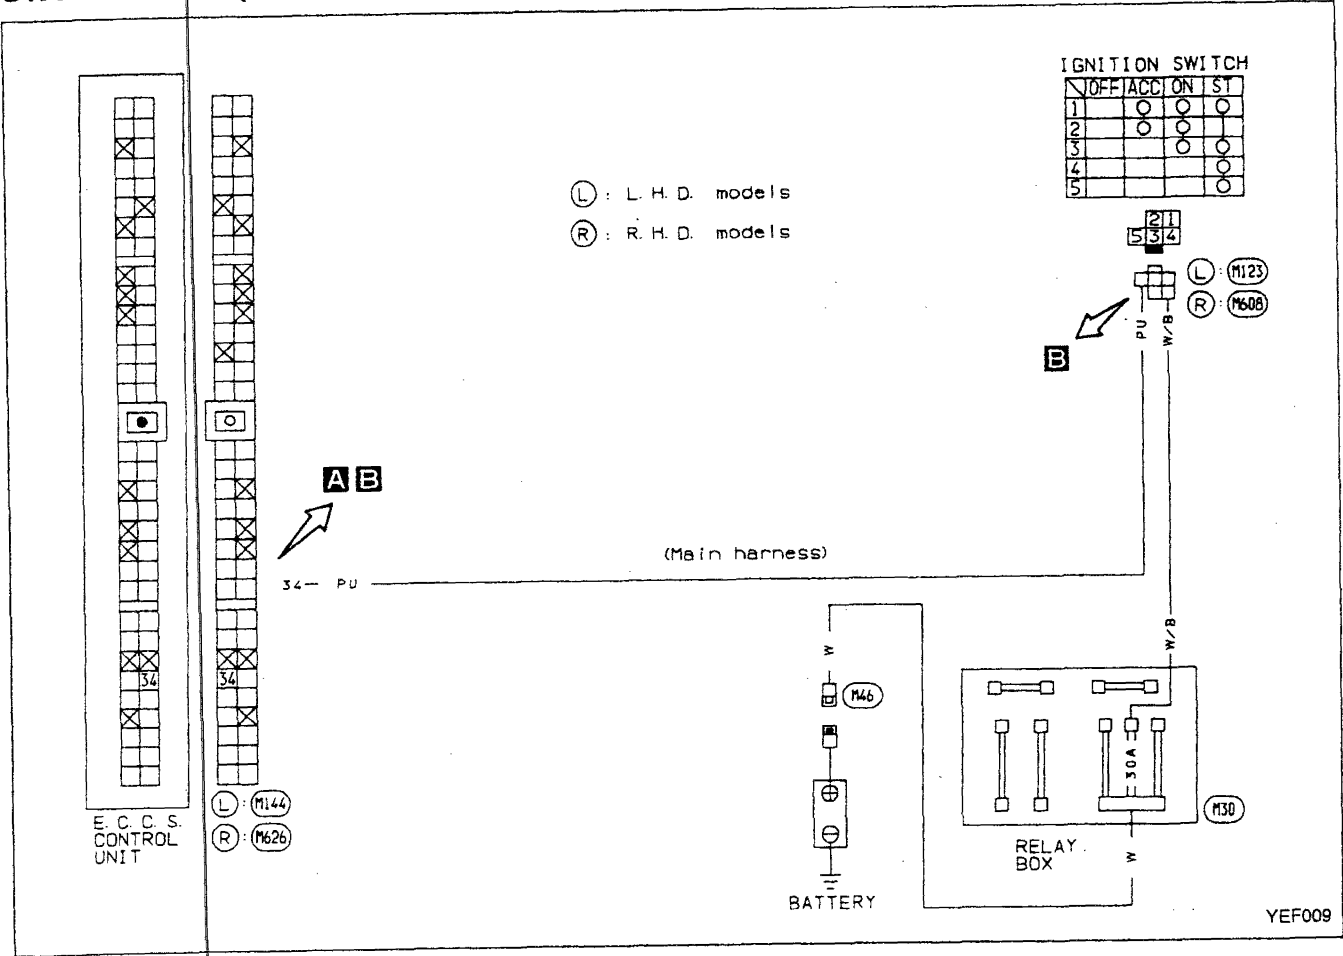 IGNITION SWITCH
OFF ACC ON ST
1
2
3
4
5
2 1
5 3 4
L : L.H.D. models
R : R.H.D. models
L : M123
R : M608
B
PU
W/B
A B
(Main harness)
34 — PU
W
W/B
M46
34
34
30A
M30
L : M144
R : M626
E.C.C.S.
CONTROL
UNIT
RELAY
BOX
W
BATTERY
YEF009